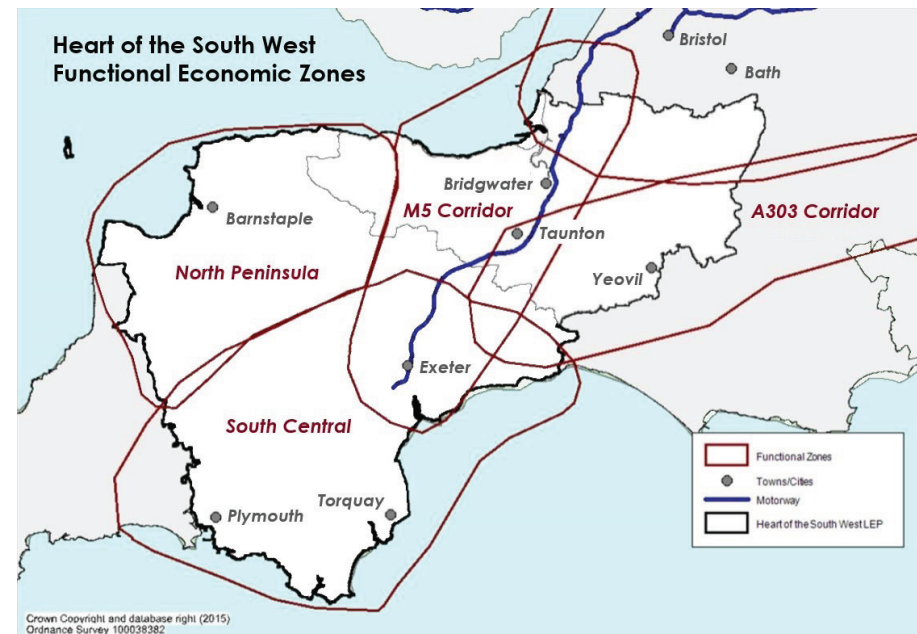 Heart of the South West
Functional Economic Zones
Bristol
Bath
Bridgwater
M5 Corridor
A303 Corridor
Barnstaple
Taunton
North Peninsula
Yeovil
Exeter
South Central
Functional Zones
Towns/Cities
Motorway
Heart of the South West LEP
Torquay
Plymouth
Crown Copyright and database right (2015)
Ordnance Survey 100038382